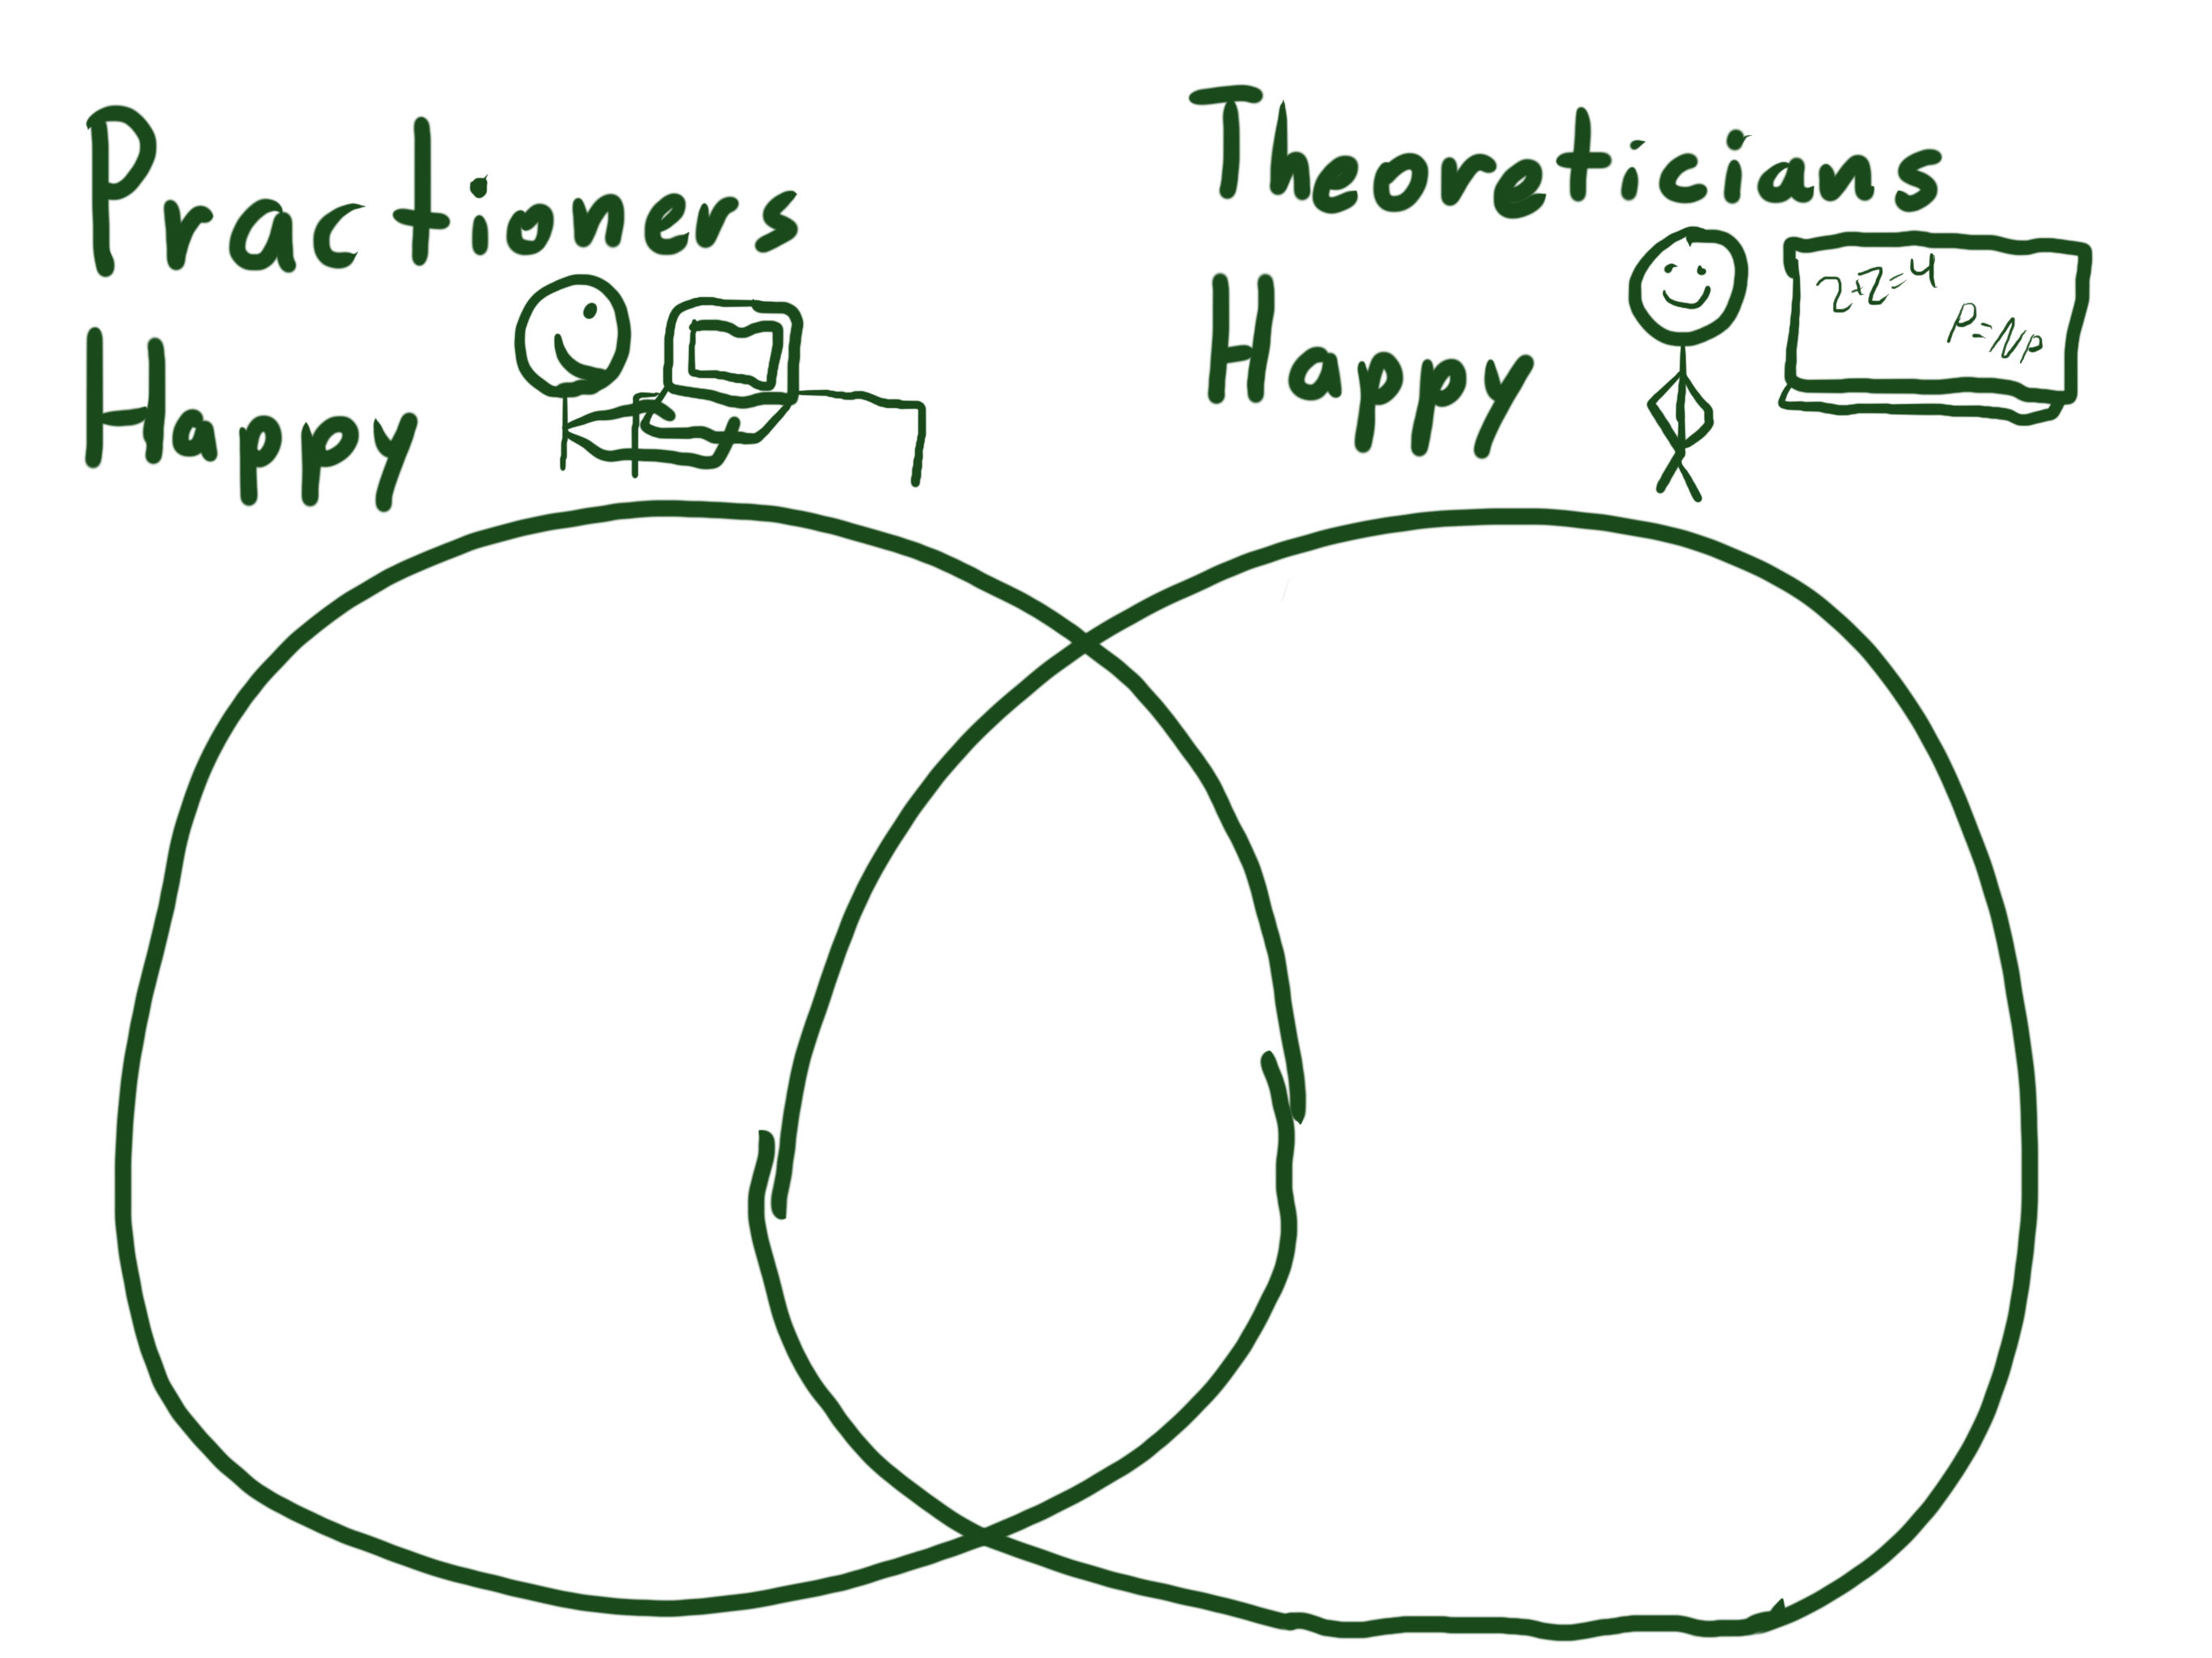 Practioners
Happy
Theoreticians
Happy
2+2=4
P=NP